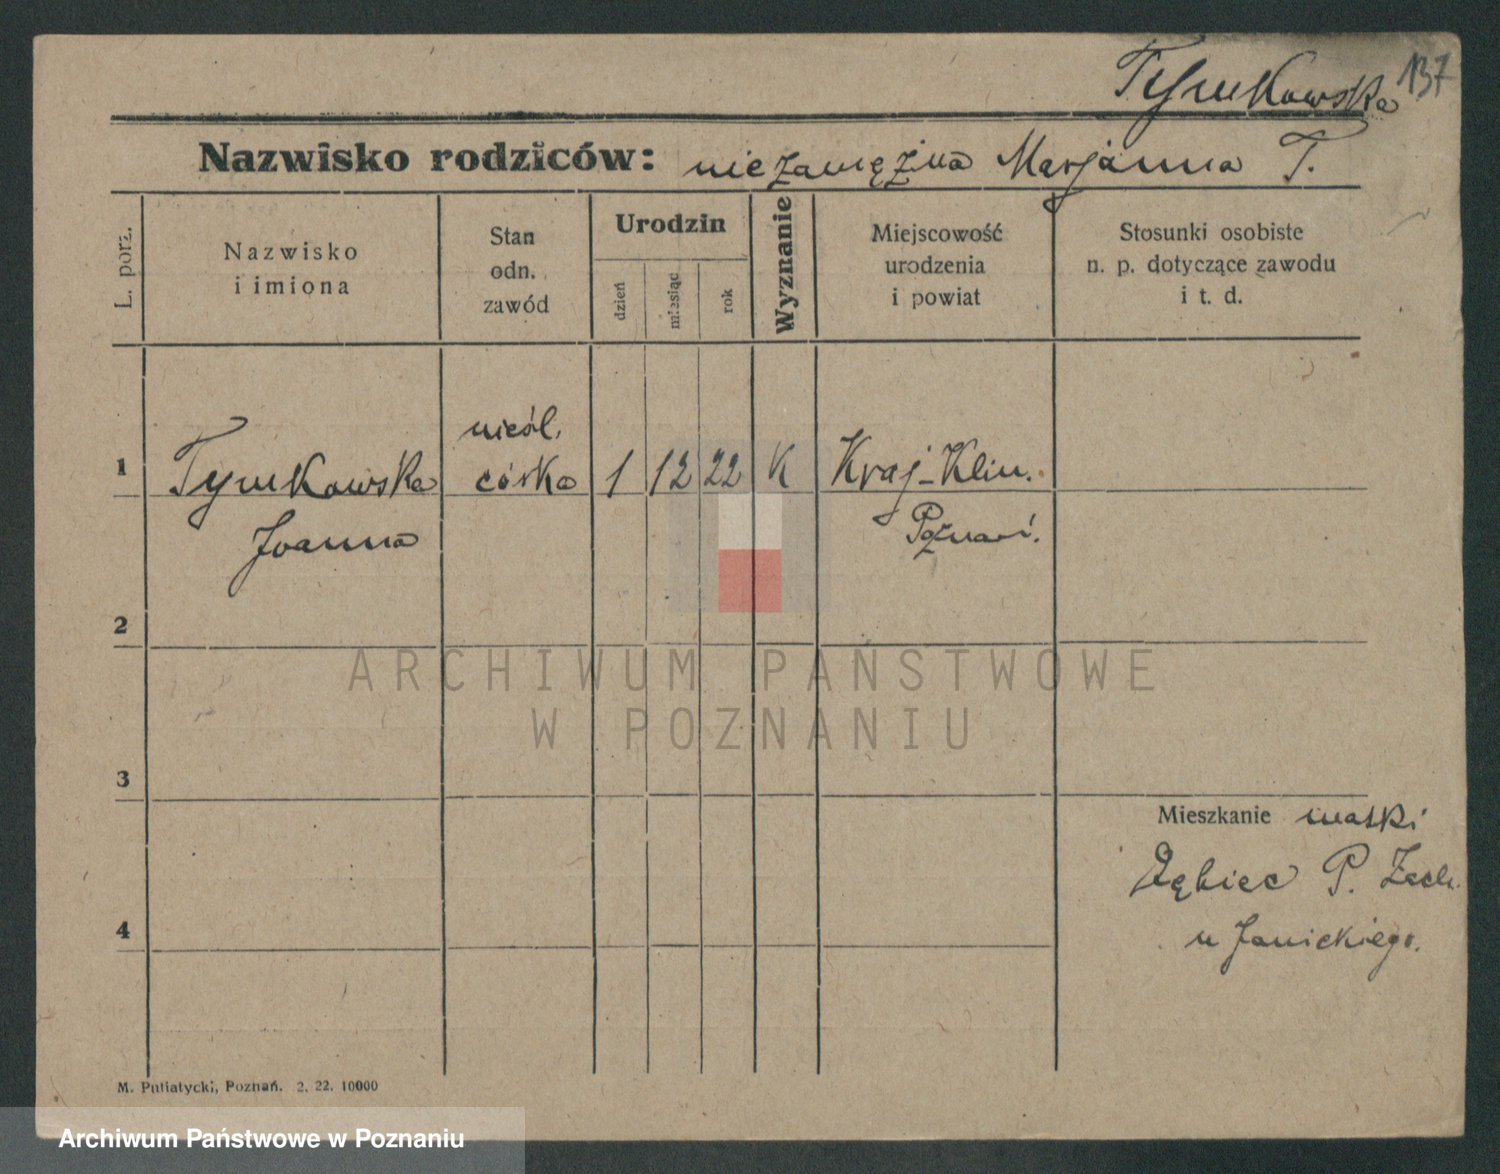 Tymkowska 137
Nazwisko rodziców: niezamężna Marjanna T.
L. porz.
Nazwisko
i imiona
Stan
odn.
zawód
Urodzin
dzień
miesiąc
rok
Wyznanie
Miejscowość
urodzenia
i powiat
Stosunki osobiste
n. p. dotyczące zawodu
i t. d.
nieśl.
1 Tymkowska córka 1 12 22 K Kraj-Klin.
Joanna Poznań.
2
ARCHIWUM PAŃSTWOWE
W POZNANIU
3
Mieszkanie matki
Dębiec P. Zach.
4
u Janickiego.
M. Putiatycki, Poznań. 2. 22. 10000
Archiwum Państwowe w Poznaniu